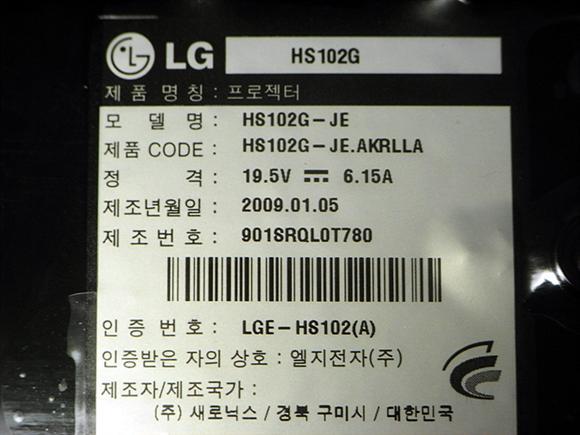 LG HS102G
제 품 명 칭 : 프로젝터
모 델 명 : HS102G-JE
제품 CODE : HS102G-JE.AKRLLA
정 격 : 19.5V ⎓ 6.15A
제조년월일 : 2009.01.05
제 조 번 호 : 901SRQL0T780
인 증 번 호 : LGE-HS102(A)
인증받은 자의 상호 : 엘지전자(주)
제조자/제조국가 :
(주) 새로닉스 / 경북 구미시 / 대한민국